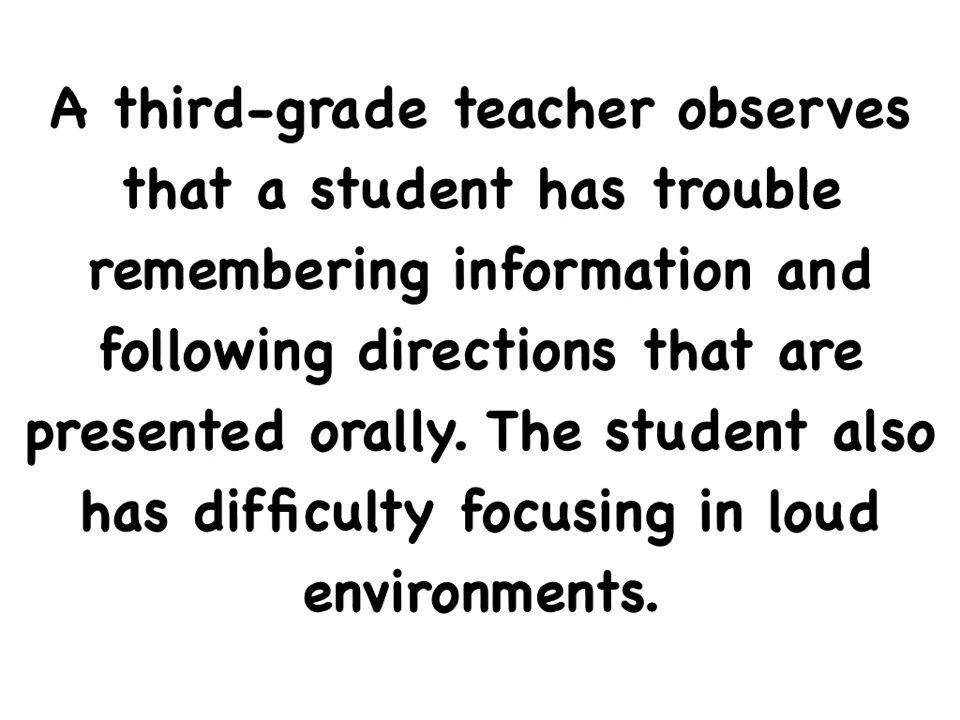 A third-grade teacher observes
that a student has trouble
remembering information and
following directions that are
presented orally. The student also
has difficulty focusing in loud
environments.